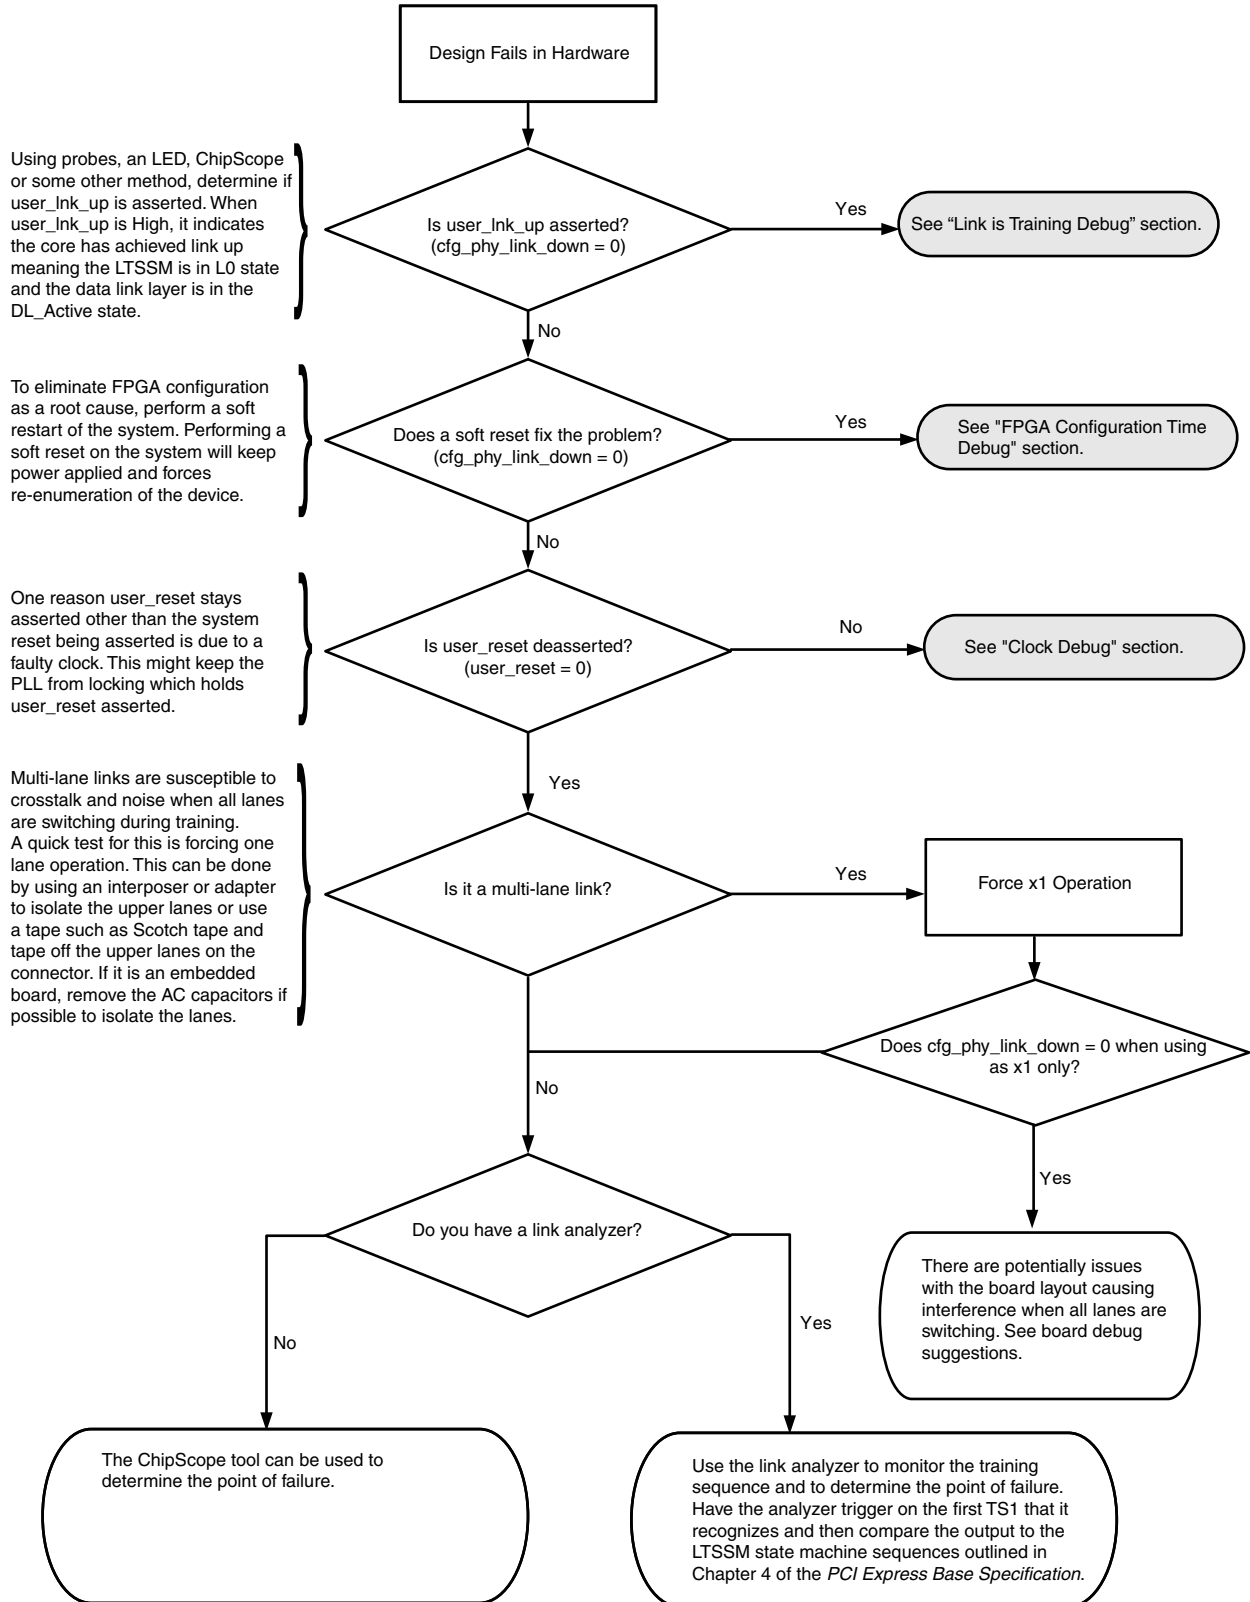 Design Fails in Hardware
Using probes, an LED, ChipScope
or some other method, determine if
user_lnk_up is asserted. When
user_lnk_up is High, it indicates
the core has achieved link up
meaning the LTSSM is in L0 state
and the data link layer is in the
DL_Active state.
Is user_lnk_up asserted?
(cfg_phy_link_down = 0)
Yes
See “Link is Training Debug” section.
No
To eliminate FPGA configuration
as a root cause, perform a soft
restart of the system. Performing a
soft reset on the system will keep
power applied and forces
re-enumeration of the device.
Does a soft reset fix the problem?
(cfg_phy_link_down = 0)
Yes
See "FPGA Configuration Time
Debug" section.
No
One reason user_reset stays
asserted other than the system
reset being asserted is due to a
faulty clock. This might keep the
PLL from locking which holds
user_reset asserted.
Is user_reset deasserted?
(user_reset = 0)
No
See "Clock Debug" section.
Yes
Multi-lane links are susceptible to
crosstalk and noise when all lanes
are switching during training.
A quick test for this is forcing one
lane operation. This can be done
by using an interposer or adapter
to isolate the upper lanes or use
a tape such as Scotch tape and
tape off the upper lanes on the
connector. If it is an embedded
board, remove the AC capacitors if
possible to isolate the lanes.
Is it a multi-lane link?
Yes
Force x1 Operation
Does cfg_phy_link_down = 0 when using
as x1 only?
No
Yes
Do you have a link analyzer?
There are potentially issues
with the board layout causing
interference when all lanes are
switching. See board debug
suggestions.
No
Yes
The ChipScope tool can be used to
determine the point of failure.
Use the link analyzer to monitor the training
sequence and to determine the point of failure.
Have the analyzer trigger on the first TS1 that it
recognizes and then compare the output to the
LTSSM state machine sequences outlined in
Chapter 4 of the PCI Express Base Specification.